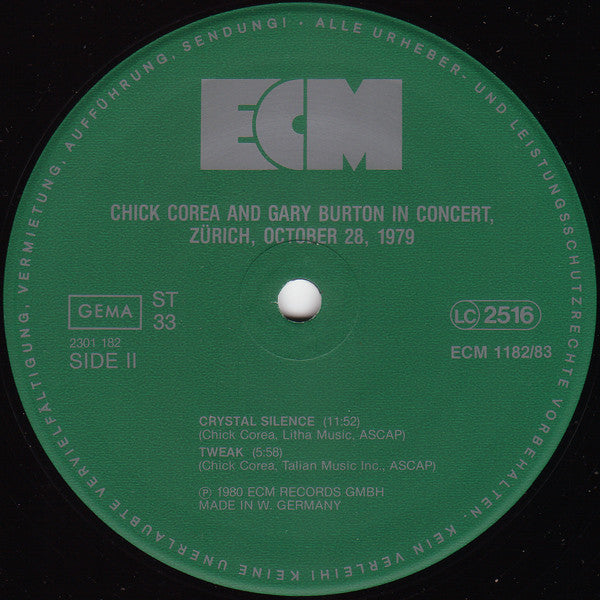 ALLE URHEBER- UND LEISTUNGSSCHUTZRECHTE VORBEHALTEN · KEIN VERLEIH! KEINE UNERLAUBTE VERVIELFÄLTIGUNG, VERMIETUNG, AUFFÜHRUNG, SENDUNG! ·
ECM
CHICK COREA AND GARY BURTON IN CONCERT,
ZÜRICH, OCTOBER 28, 1979
GEMA
ST
33
LC 2516
2301 182
SIDE II
ECM 1182/83
CRYSTAL SILENCE (11:52)
(Chick Corea, Litha Music, ASCAP)
TWEAK (5:58)
(Chick Corea, Talian Music Inc., ASCAP)
Ⓟ 1980 ECM RECORDS GMBH
MADE IN W. GERMANY